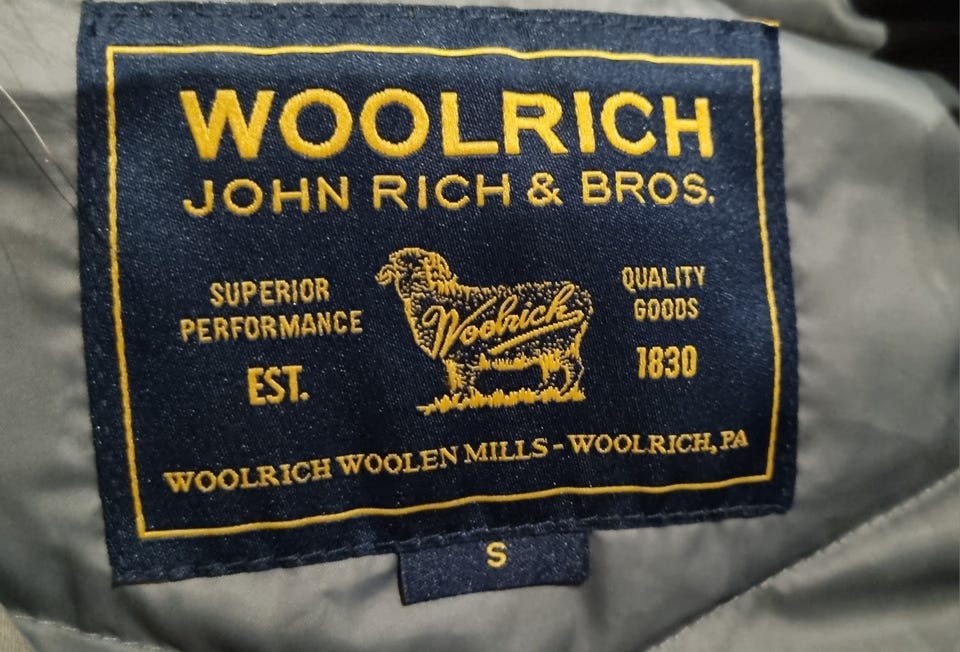 WOOLRICH
JOHN RICH & BROS.
SUPERIOR
PERFORMANCE
EST.
Woolrich
QUALITY
GOODS
1830
WOOLRICH WOOLEN MILLS - WOOLRICH, PA
S